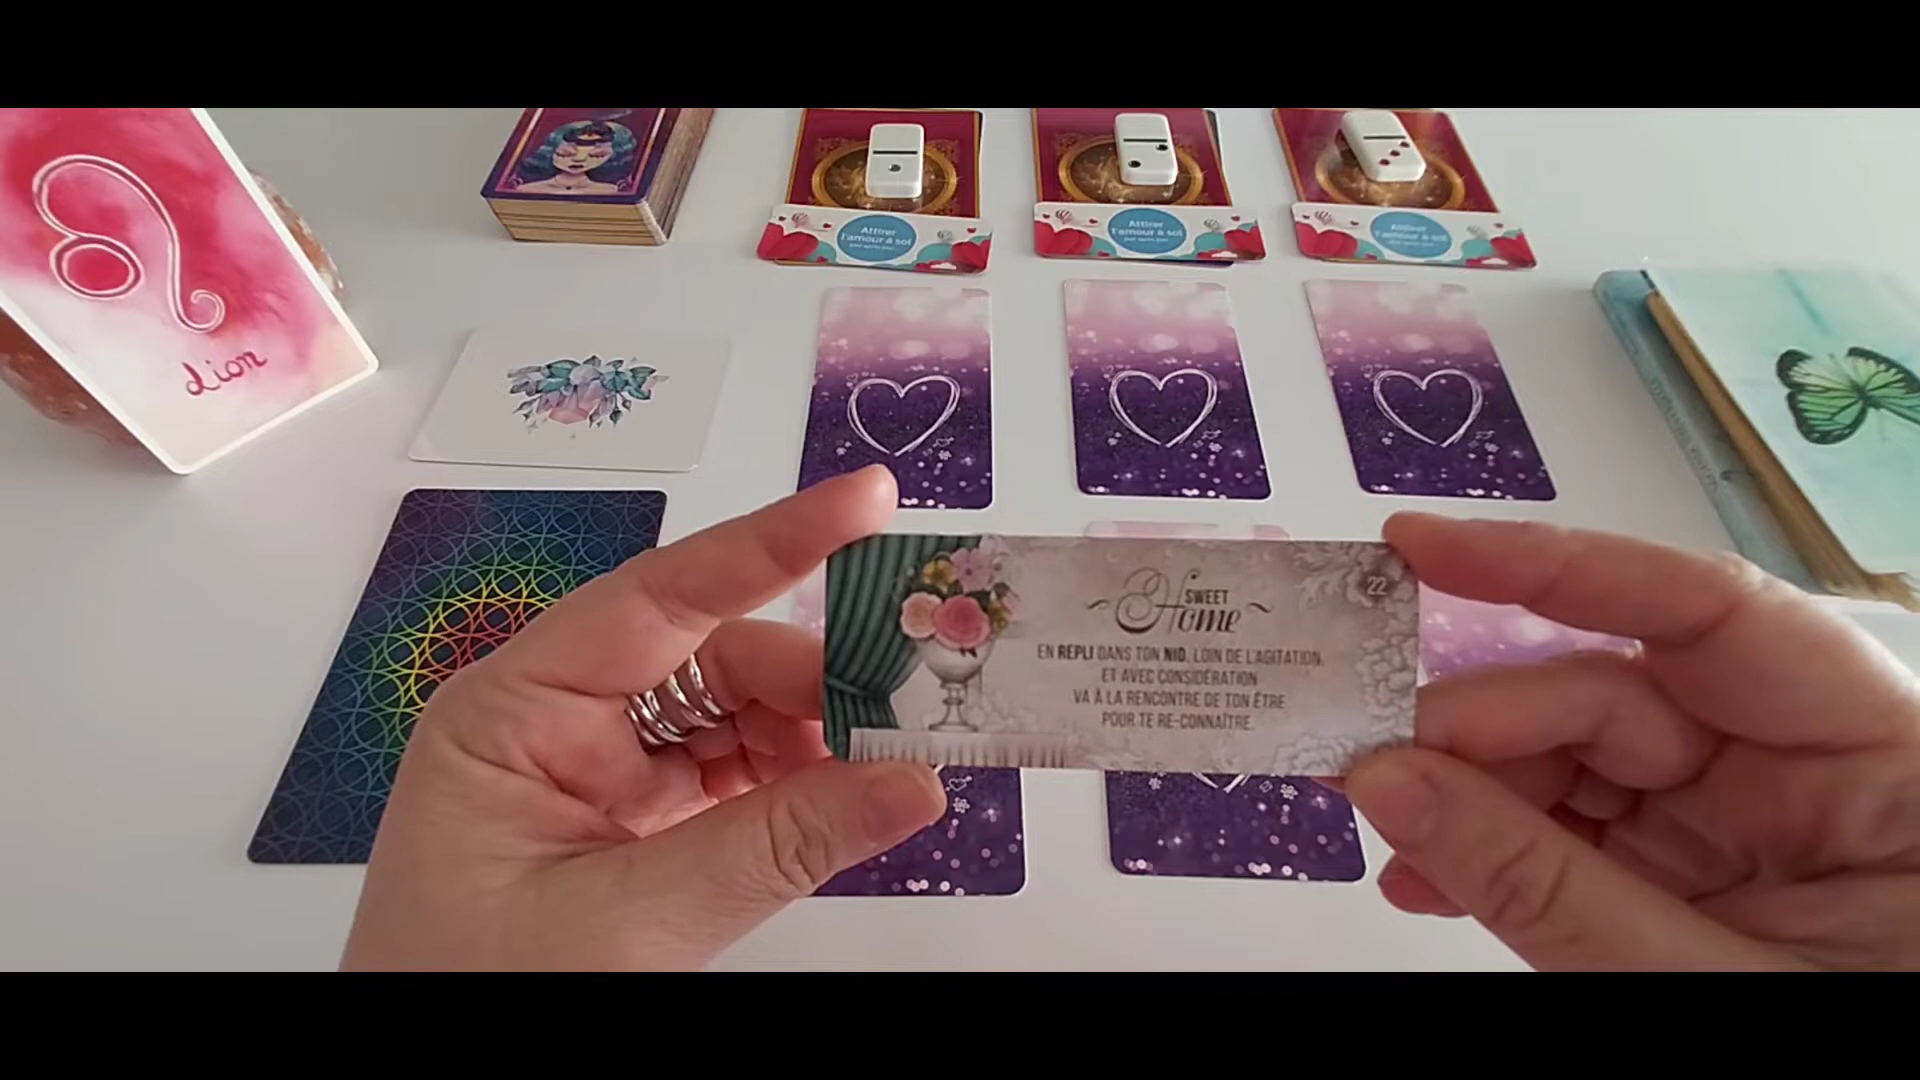 Lion
Attirer
l'amour à soi
Attirer
l'amour à soi
Attirer
l'amour à soi
SWEET
Home
22
EN REPLI DANS TON NID, LOIN DE L'AGITATION,
ET AVEC CONSIDÉRATION
VA À LA RENCONTRE DE TON ÊTRE
POUR TE RE-CONNAÎTRE.